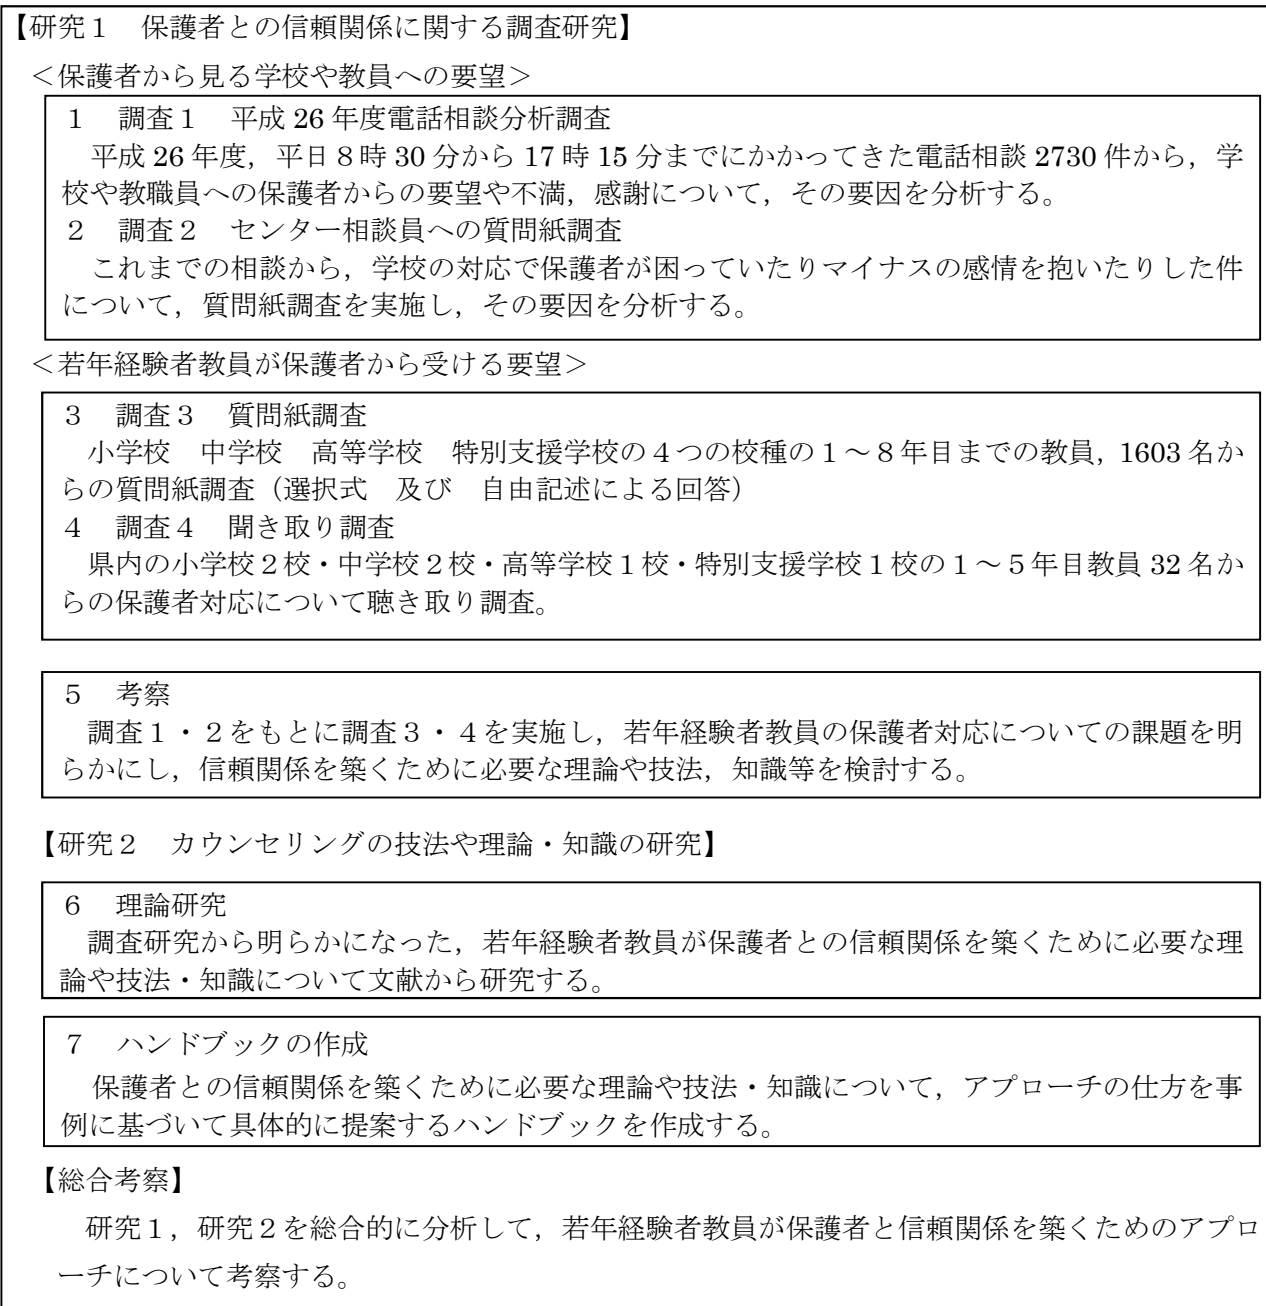 【研究１　保護者との信頼関係に関する調査研究】
＜保護者から見る学校や教員への要望＞
１　調査１　平成 26 年度電話相談分析調査
平成 26 年度，平日８時 30 分から 17 時 15 分までにかかってきた電話相談 2730 件から，学
校や教職員への保護者からの要望や不満，感謝について，その要因を分析する。
２　調査２　センター相談員への質問紙調査
これまでの相談から，学校の対応で保護者が困っていたりマイナスの感情を抱いたりした件
について，質問紙調査を実施し，その要因を分析する。
＜若年経験者教員が保護者から受ける要望＞
３　調査３　質問紙調査
小学校　中学校　高等学校　特別支援学校の４つの校種の１～８年目までの教員，1603 名か
らの質問紙調査（選択式　及び　自由記述による回答）
４　調査４　聞き取り調査
県内の小学校２校・中学校２校・高等学校１校・特別支援学校１校の１～５年目教員 32 名か
らの保護者対応について聴き取り調査。
５　考察
調査１・２をもとに調査３・４を実施し，若年経験者教員の保護者対応についての課題を明
らかにし，信頼関係を築くために必要な理論や技法，知識等を検討する。
【研究２　カウンセリングの技法や理論・知識の研究】
６　理論研究
調査研究から明らかになった，若年経験者教員が保護者との信頼関係を築くために必要な理
論や技法・知識について文献から研究する。
７　ハンドブックの作成
保護者との信頼関係を築くために必要な理論や技法・知識について，アプローチの仕方を事
例に基づいて具体的に提案するハンドブックを作成する。
【総合考察】
研究１，研究２を総合的に分析して，若年経験者教員が保護者と信頼関係を築くためのアプロ
ーチについて考察する。